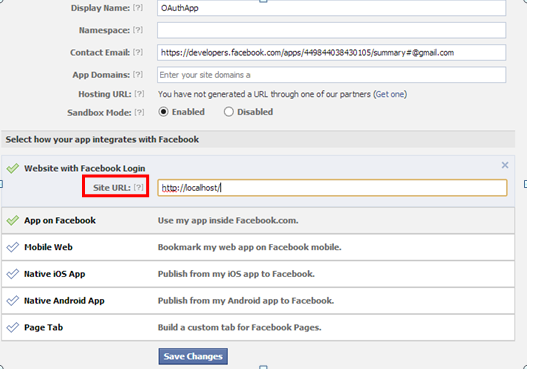 Display Name: [?] OAuthApp
Namespace: [?]
Contact Email: [?] https://developers.facebook.com/apps/449844038430105/summary#@gmail.com
App Domains: [?] Enter your site domains a
Hosting URL: [?] You have not generated a URL through one of our partners (Get one)
Sandbox Mode: [?] Enabled Disabled
Select how your app integrates with Facebook
Website with Facebook Login
Site URL: [?] http://localhost/
App on Facebook Use my app inside Facebook.com.
Mobile Web Bookmark my web app on Facebook mobile.
Native iOS App Publish from my iOS app to Facebook.
Native Android App Publish from my Android app to Facebook.
Page Tab Build a custom tab for Facebook Pages.
Save Changes